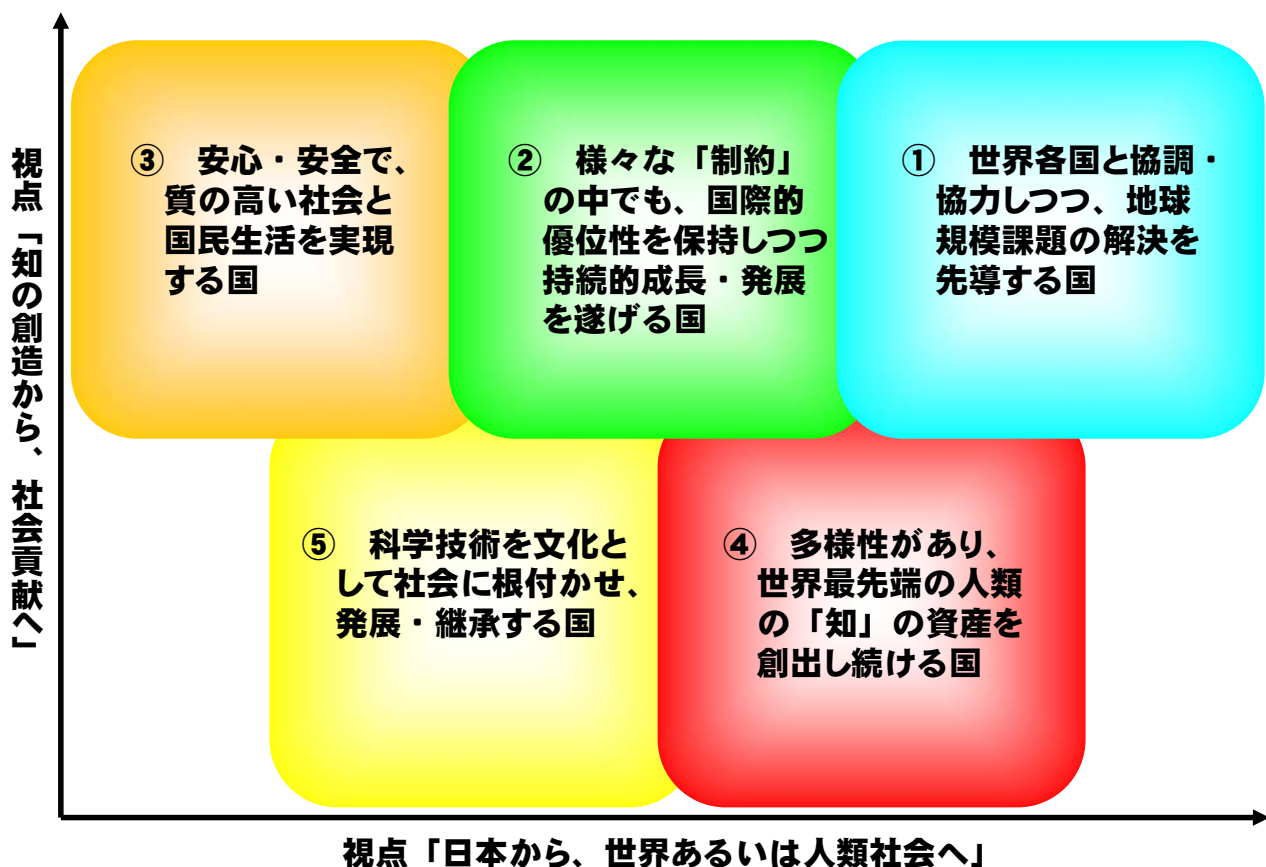 視点「知の創造から、社会貢献へ」
③　安心・安全で、
質の高い社会と
国民生活を実現
する国
②　様々な「制約」
の中でも、国際的
優位性を保持しつつ
持続的成長・発展
を遂げる国
①　世界各国と協調・
協力しつつ、地球
規模課題の解決を
先導する国
⑤　科学技術を文化と
して社会に根付かせ、
発展・継承する国
④　多様性があり、
世界最先端の人類
の「知」の資産を
創出し続ける国
視点「日本から、世界あるいは人類社会へ」